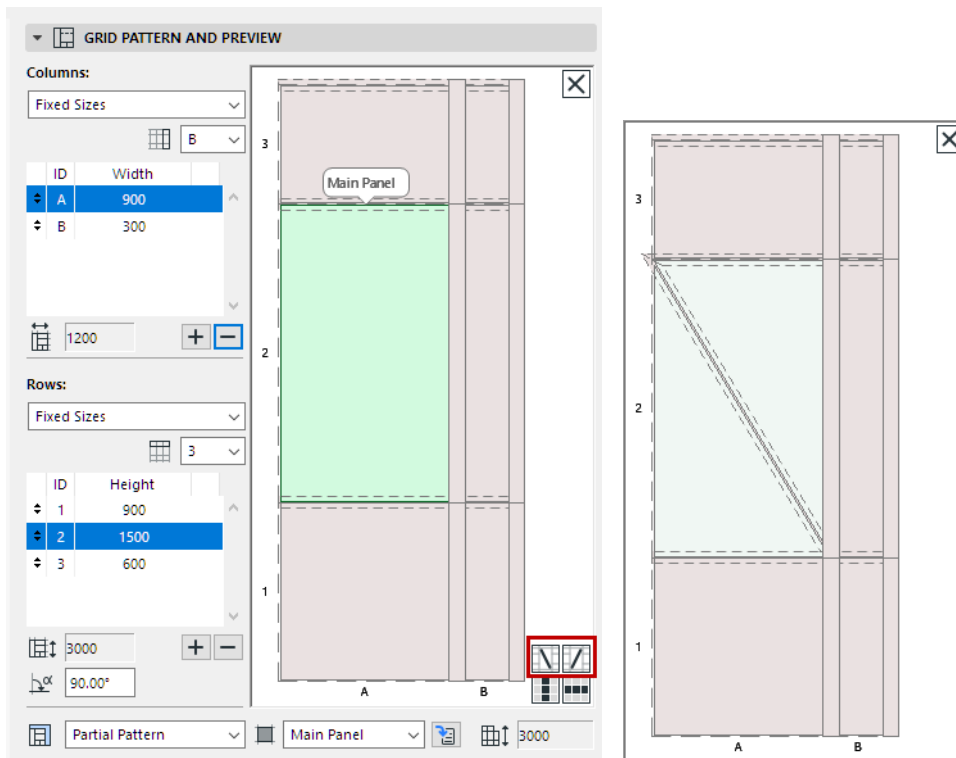 GRID PATTERN AND PREVIEW
Columns:
Fixed Sizes
B
ID Width
A 900
B 300
1200
Rows:
Fixed Sizes
3
ID Height
1 900
2 1500
3 600
3000
α 90.00°
Partial Pattern
Main Panel
3000
3
Main Panel
2
1
A B
3
2
1
A B